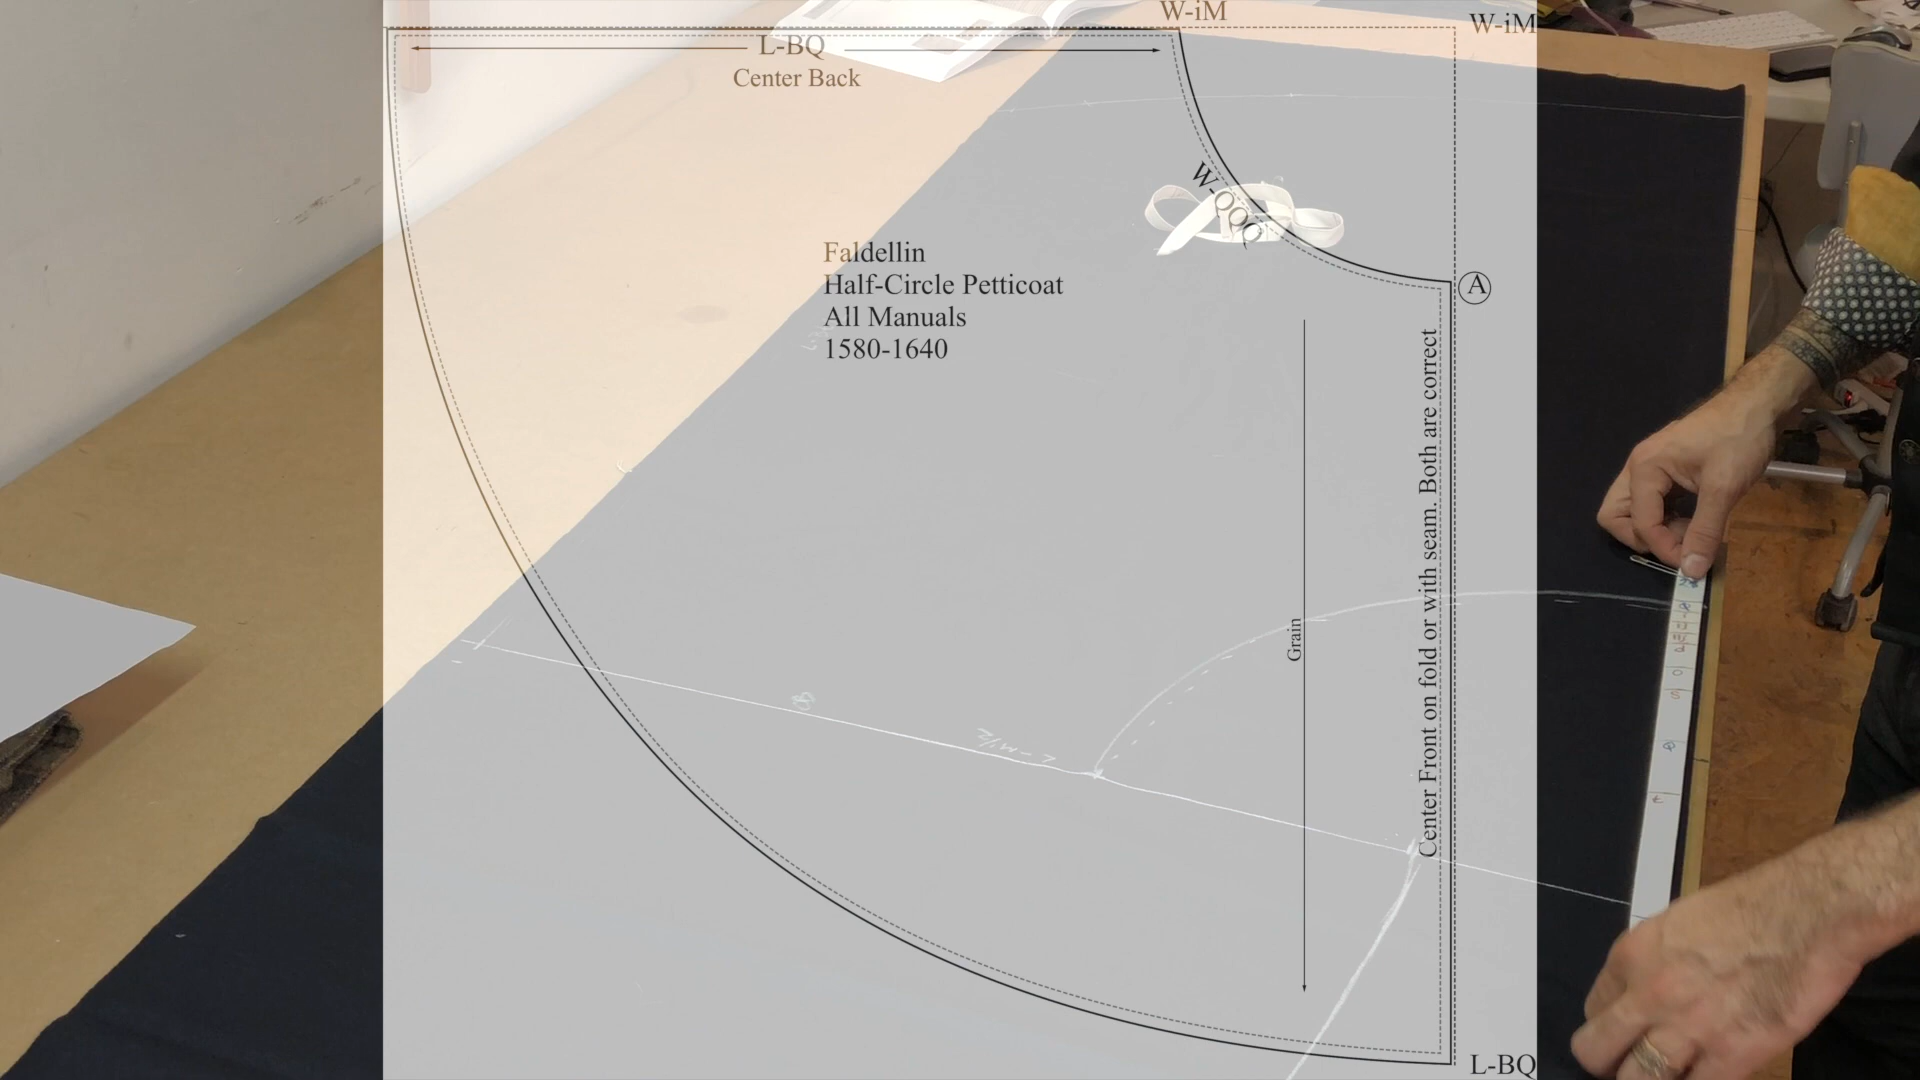 W-iM
W-iM
L-BQ
Center Back
W-QQQ
Faldellin
Half-Circle Petticoat
All Manuals
1580-1640
A
Center Front on fold or with seam. Both are correct
Grain
L-BQ